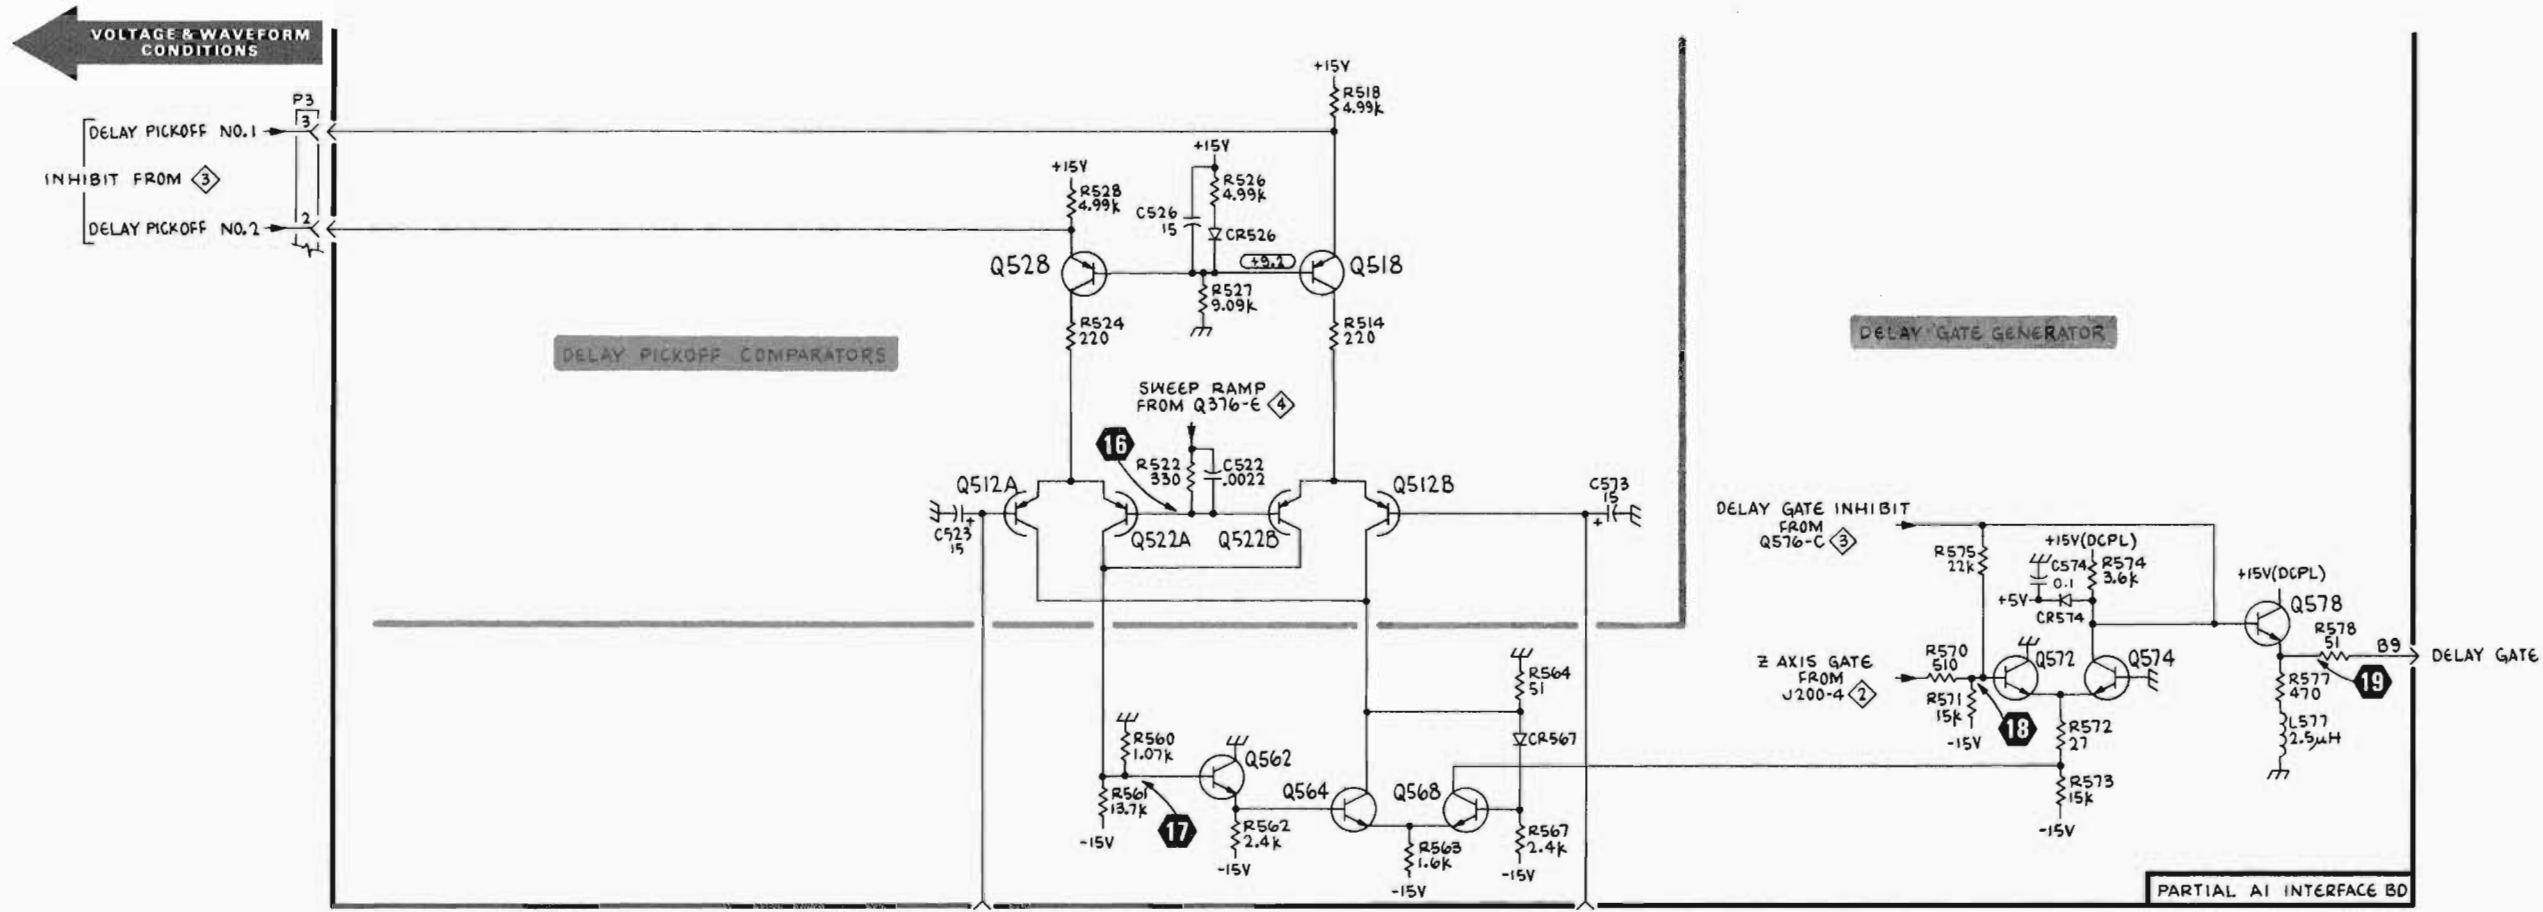 VOLTAGE & WAVEFORM
CONDITIONS
P3
DELAY PICKOFF NO.1
3
INHIBIT FROM 3
DELAY PICKOFF NO.2
2
+15V
R518
4.99k
+15V
R528
4.99k
+15V
R526
4.99k
C526
15
CR526
Q528
+9.2
Q518
R527
9.09k
R524
220
R514
220
DELAY PICKOFF COMPARATORS
DELAY GATE GENERATOR
SWEEP RAMP
FROM Q376-E 4
16
R522
330
C522
.0022
Q512A
Q522A
Q522B
Q512B
C523
15
+
C573
15
+
DELAY GATE INHIBIT
FROM
Q576-C 3
R575
22k
+15V(DCPL)
C574
0.1
R574
3.6k
+5V
CR574
+15V(DCPL)
Q578
R578
51
B9
DELAY GATE
19
R577
470
L577
2.5µH
Z AXIS GATE
FROM
J200-4 2
R570
510
R571
15k
-15V
18
Q572
Q574
R572
27
R573
15k
-15V
R564
51
CR567
R560
1.07k
Q562
R561
13.7k
-15V
17
R562
2.4k
-15V
Q564
Q568
R563
1.6k
-15V
R567
2.4k
-15V
PARTIAL A1 INTERFACE BD